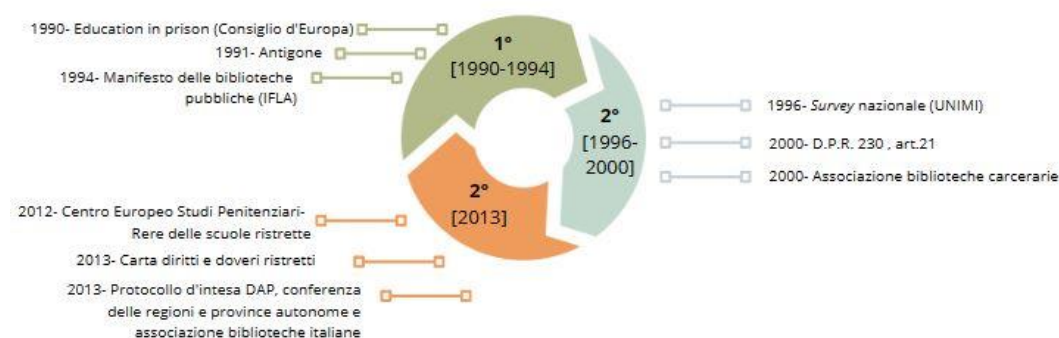 1990- Education in prison (Consiglio d'Europa)
1991- Antigone
1994- Manifesto delle biblioteche
pubbliche (IFLA)
1°
[1990-1994]
2°
[1996-
2000]
1996- Survey nazionale (UNIMI)
2000- D.P.R. 230 , art.21
2000- Associazione biblioteche carcerarie
2°
[2013]
2012- Centro Europeo Studi Penitenziari-
Rere delle scuole ristrette
2013- Carta diritti e doveri ristretti
2013- Protocollo d'intesa DAP, conferenza
delle regioni e province autonome e
associazione biblioteche italiane